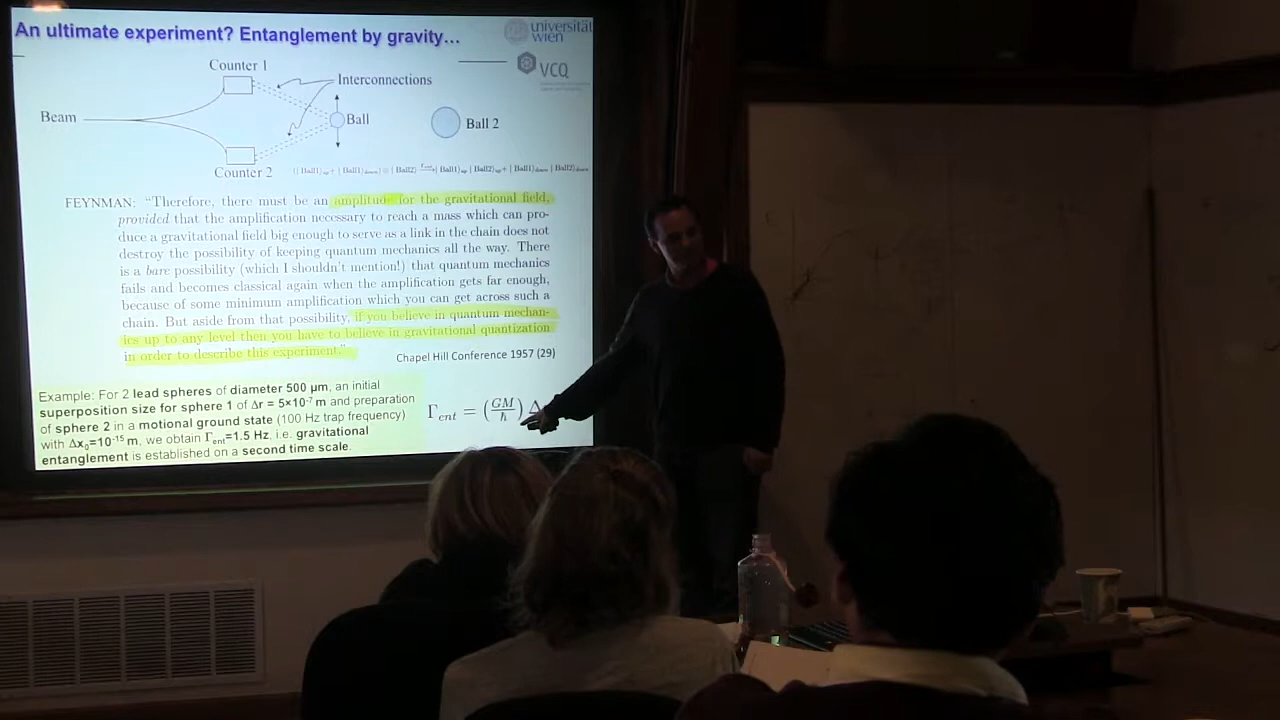 An ultimate experiment? Entanglement by gravity…
universität
wien
VCQ
Counter 1
Interconnections
Beam
Ball
Ball 2
Counter 2
FEYNMAN: “Therefore, there must be an amplitude for the gravitational field,
provided that the amplification necessary to reach a mass which can pro-
duce a gravitational field big enough to serve as a link in the chain does not
destroy the possibility of keeping quantum mechanics all the way. There
is a bare possibility (which I shouldn't mention!) that quantum mechanics
fails and becomes classical again when the amplification gets far enough,
because of some minimum amplification which you can get across such a
chain. But aside from that possibility, if you believe in quantum mechan-
ics up to any level then you have to believe in gravitational quantization
in order to describe this experiment.”
Chapel Hill Conference 1957 (29)
Example: For 2 lead spheres of diameter 500 μm, an initial
superposition size for sphere 1 of Δr = 5×10⁻⁷ m and preparation
of sphere 2 in a motional ground state (100 Hz trap frequency)
with Δx₀=10⁻¹⁵ m, we obtain Γent=1.5 Hz, i.e. gravitational
entanglement is established on a second time scale.
Γent = (GM/ħ) Δ